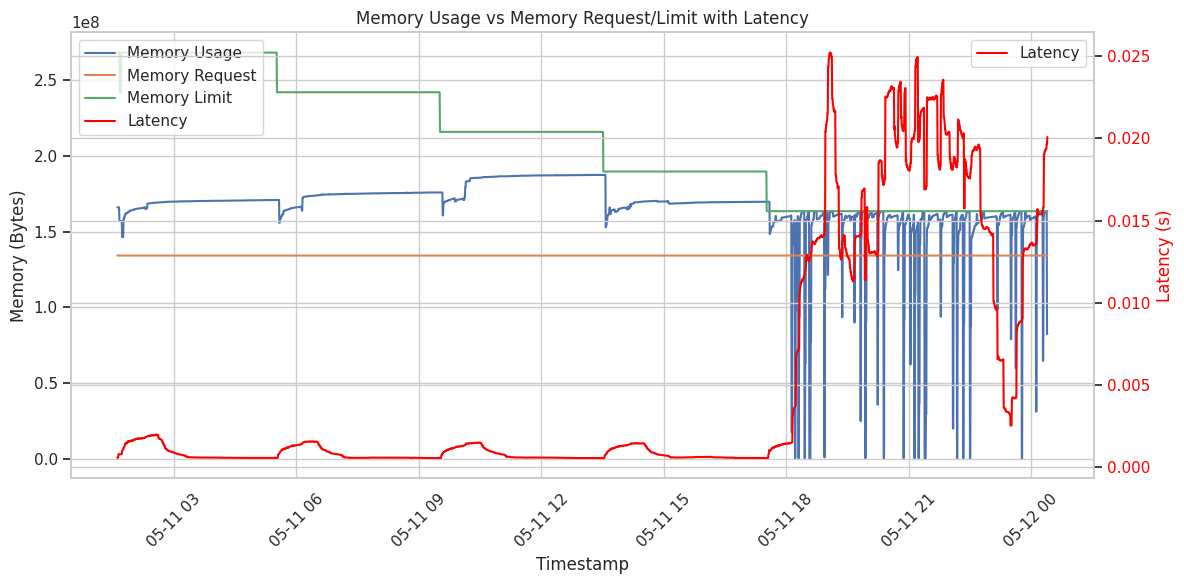 Memory Usage vs Memory Request/Limit with Latency
1e8
Memory Usage
Memory Request
Memory Limit
Latency
Latency
2.5
2.0
1.5
1.0
0.5
0.0
Memory (Bytes)
0.025
0.020
0.015
0.010
0.005
0.000
Latency (s)
05-11 03
05-11 06
05-11 09
05-11 12
05-11 15
05-11 18
05-11 21
05-12 00
Timestamp